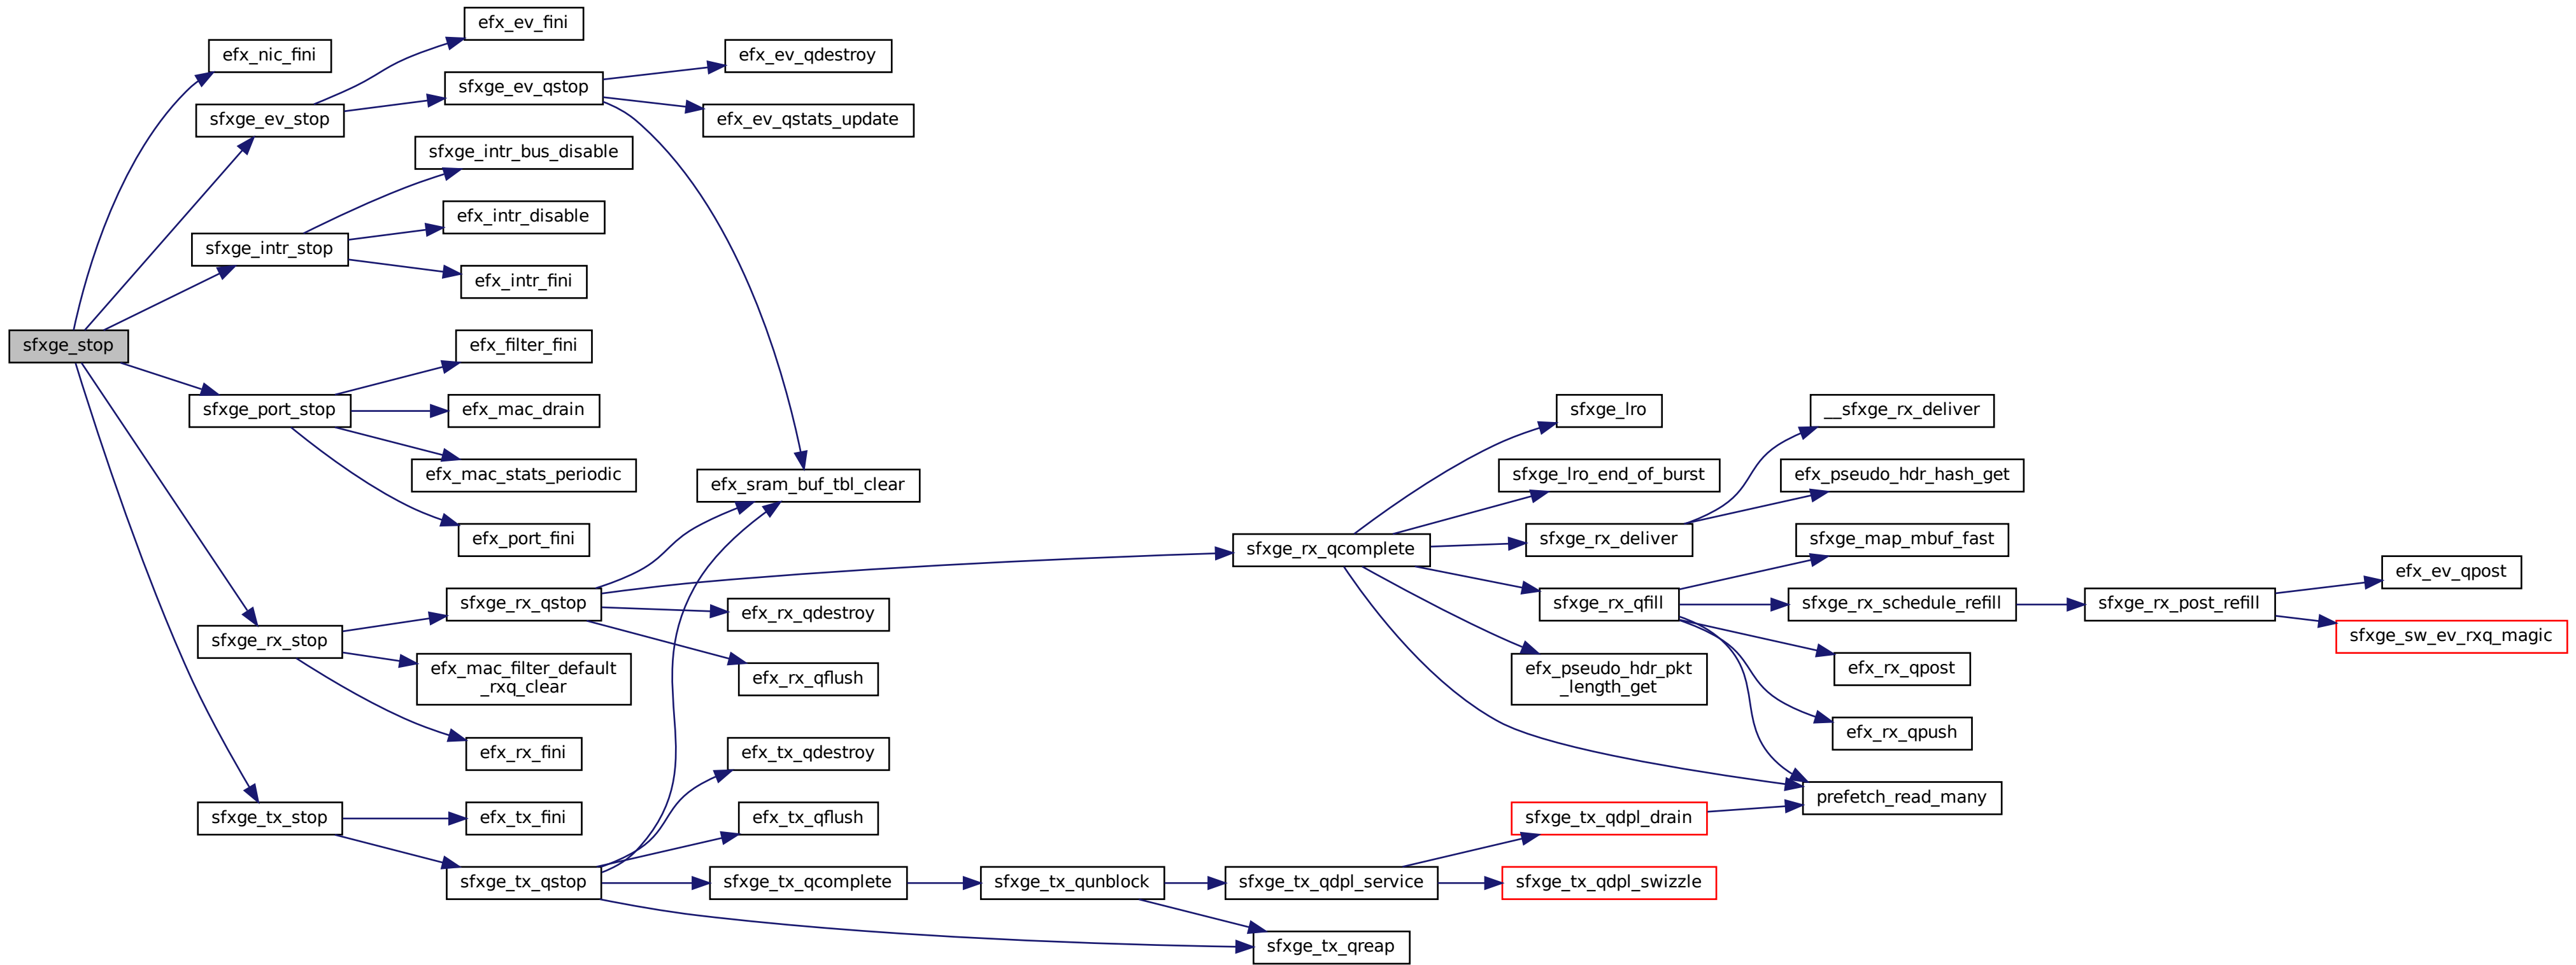 sfxge_stop
efx_nic_fini
sfxge_ev_stop
efx_ev_fini
sfxge_ev_qstop
efx_ev_qdestroy
efx_ev_qstats_update
sfxge_intr_stop
sfxge_intr_bus_disable
efx_intr_disable
efx_intr_fini
sfxge_port_stop
efx_filter_fini
efx_mac_drain
efx_mac_stats_periodic
efx_port_fini
efx_sram_buf_tbl_clear
sfxge_rx_stop
sfxge_rx_qstop
efx_mac_filter_default
_rxq_clear
efx_rx_fini
efx_rx_qdestroy
efx_rx_qflush
sfxge_rx_qcomplete
sfxge_lro
sfxge_lro_end_of_burst
sfxge_rx_deliver
__sfxge_rx_deliver
efx_pseudo_hdr_hash_get
sfxge_rx_qfill
efx_pseudo_hdr_pkt
_length_get
sfxge_map_mbuf_fast
sfxge_rx_schedule_refill
efx_rx_qpost
efx_rx_qpush
prefetch_read_many
sfxge_rx_post_refill
efx_ev_qpost
sfxge_sw_ev_rxq_magic
sfxge_tx_stop
efx_tx_fini
sfxge_tx_qstop
efx_tx_qdestroy
efx_tx_qflush
sfxge_tx_qcomplete
sfxge_tx_qunblock
sfxge_tx_qdpl_service
sfxge_tx_qreap
sfxge_tx_qdpl_drain
sfxge_tx_qdpl_swizzle